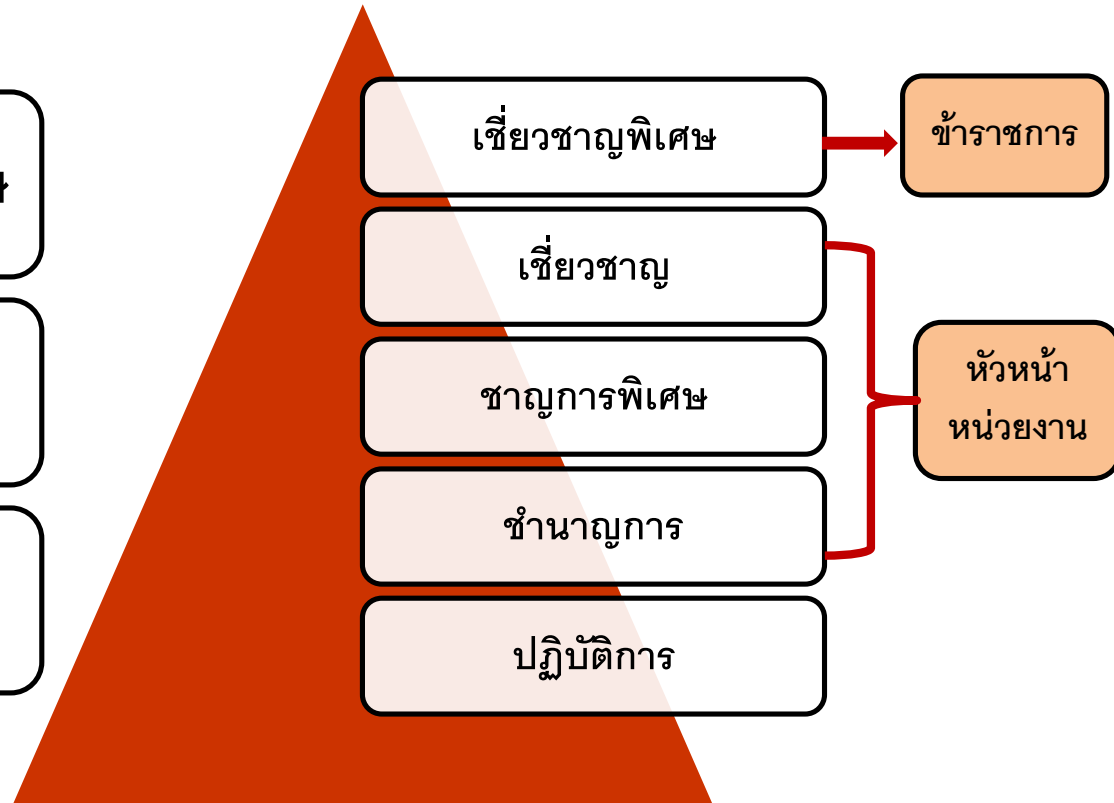 เชี่ยวชาญพิเศษ
ข้าราชการ
เชี่ยวชาญ
ชาญการพิเศษ
หัวหน้า
หน่วยงาน
ชำนาญการ
ปฏิบัติการ